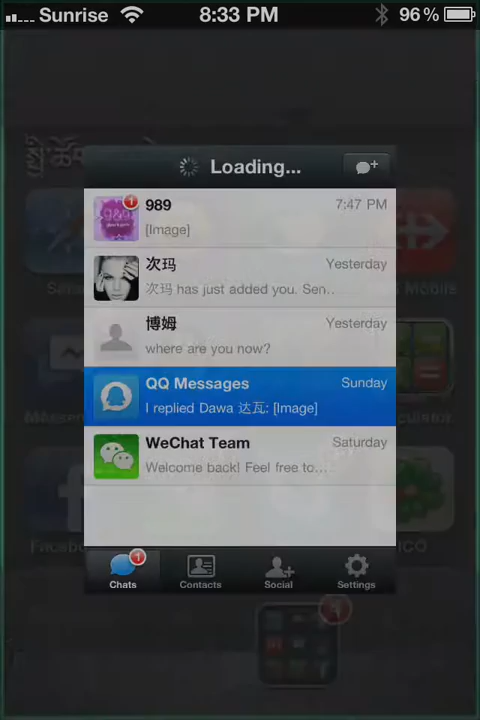 Sunrise 8:33 PM 96%
Loading...
989 7:47 PM
[Image]
次玛 Yesterday
次玛 has just added you. Sen..
博姆 Yesterday
where are you now?
QQ Messages Sunday
I replied Dawa 达瓦: [Image]
WeChat Team Saturday
Welcome back! Feel free to...
Chats Contacts Social Settings